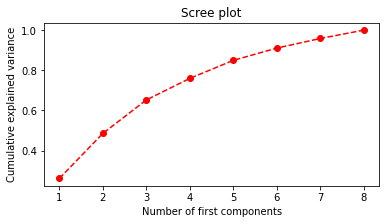 Scree plot
Cumulative explained variance
1.0
0.8
0.6
0.4
1 2 3 4 5 6 7 8
Number of first components